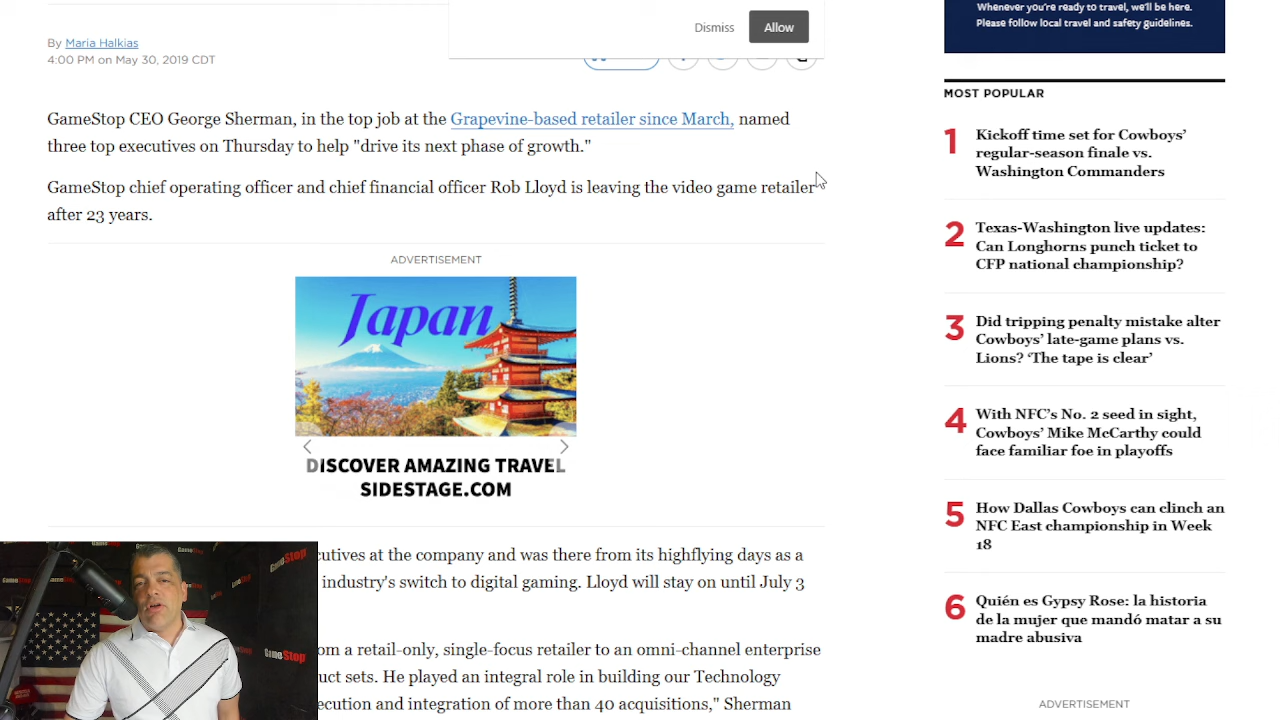 Dismiss
Allow
By Maria Halkias
4:00 PM on May 30, 2019 CDT
GameStop CEO George Sherman, in the top job at the Grapevine-based retailer since March, named
three top executives on Thursday to help "drive its next phase of growth."
GameStop chief operating officer and chief financial officer Rob Lloyd is leaving the video game retailer
after 23 years.
ADVERTISEMENT
Japan
DISCOVER AMAZING TRAVEL
SIDESTAGE.COM
executives at the company and was there from its highflying days as a
industry's switch to digital gaming. Lloyd will stay on until July 3
a retail-only, single-focus retailer to an omni-channel enterprise
sets. He played an integral role in building our Technology
and integration of more than 40 acquisitions," Sherman
GameStop
GameStop
GameStop
Whenever you're ready to travel, we'll be here.
Please follow local travel and safety guidelines.
MOST POPULAR
1 Kickoff time set for Cowboys'
regular-season finale vs.
Washington Commanders
2 Texas-Washington live updates:
Can Longhorns punch ticket to
CFP national championship?
3 Did tripping penalty mistake alter
Cowboys' late-game plans vs.
Lions? 'The tape is clear'
4 With NFC's No. 2 seed in sight,
Cowboys' Mike McCarthy could
face familiar foe in playoffs
5 How Dallas Cowboys can clinch an
NFC East championship in Week
18
6 Quién es Gypsy Rose: la historia
de la mujer que mandó matar a su
madre abusiva
ADVERTISEMENT